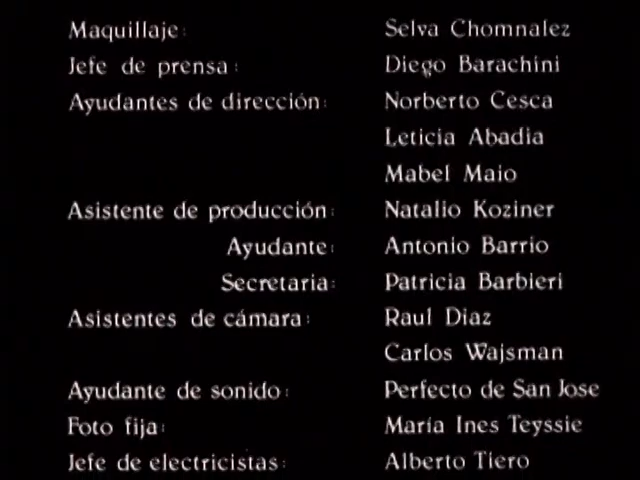 Maquillaje: Selva Chomnalez
Jefe de prensa: Diego Barachini
Ayudantes de dirección: Norberto Cesca
Leticia Abadia
Mabel Maio
Asistente de producción: Natalio Koziner
Ayudante: Antonio Barrio
Secretaria: Patricia Barbieri
Asistentes de cámara: Raul Diaz
Carlos Wajsman
Ayudante de sonido: Perfecto de San Jose
Foto fija: María Ines Teyssie
Jefe de electricistas: Alberto Tiero